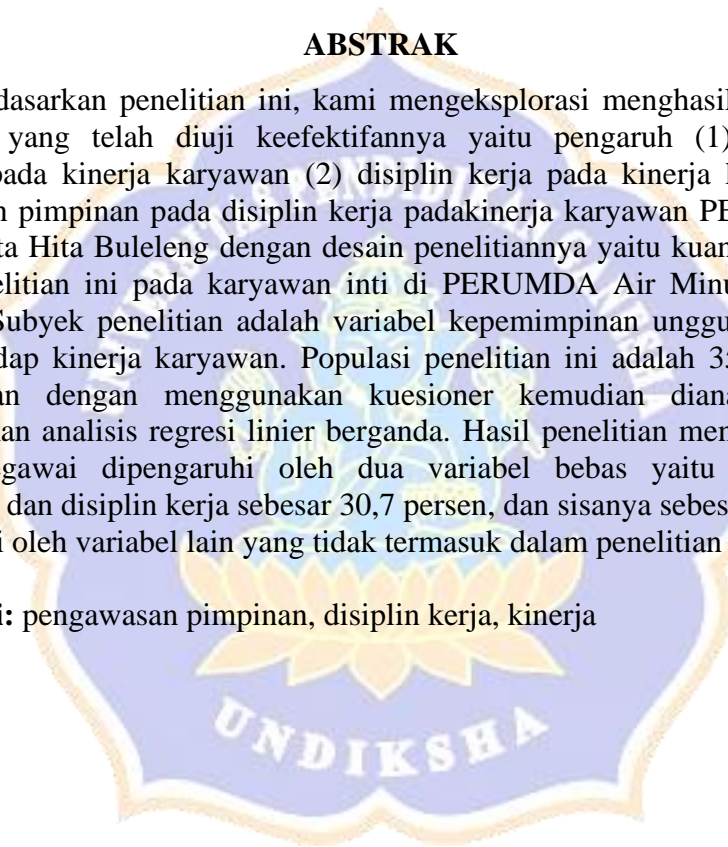 ABSTRAK
dasarkan penelitian ini, kami mengeksplorasi menghasil
yang telah diuji keefektifannya yaitu pengaruh (1)
pada kinerja karyawan (2) disiplin kerja pada kinerja
pimpinan pada disiplin kerja padakinerja karyawan PE
ta Hita Buleleng dengan desain penelitiannya yaitu kuan
elitian ini pada karyawan inti di PERUMDA Air Minu
Subyek penelitian adalah variabel kepemimpinan unggu
dap kinerja karyawan. Populasi penelitian ini adalah 3
an dengan menggunakan kuesioner kemudian diana
kan analisis regresi linier berganda. Hasil penelitian men
egawai dipengaruhi oleh dua variabel bebas yaitu
dan disiplin kerja sebesar 30,7 persen, dan sisanya sebes
i oleh variabel lain yang tidak termasuk dalam penelitian
i: pengawasan pimpinan, disiplin kerja, kinerja
UNIVERSITAS PENDIDIKAN GANESHA
UNDIKSHA